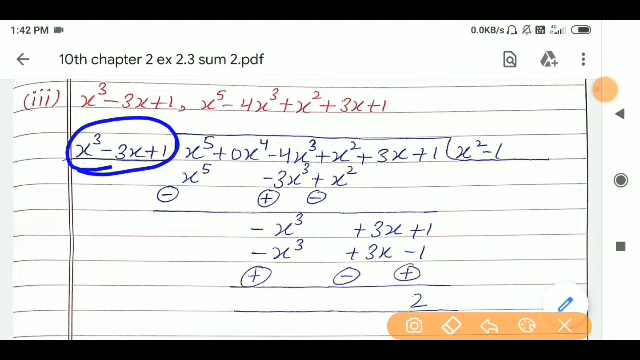 1:42 PM 0.0KB/s
10th chapter 2 ex 2.3 sum 2.pdf
(iii) x³-3x+1, x⁵-4x³+x²+3x+1
x³-3x+1) x⁵+0x⁴-4x³+x²+3x+1 (x²-1
x⁵ -3x³+x²
⊖ ⊕ ⊖
-x³ +3x+1
-x³ +3x-1
⊕ ⊖ ⊕
2